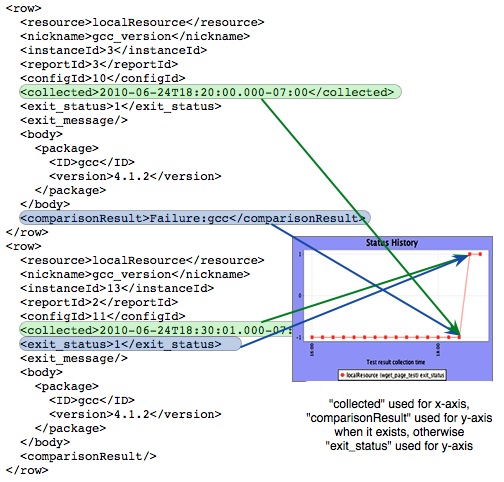 <row>
<resource>localResource</resource>
<nickname>gcc_version</nickname>
<instanceId>3</instanceId>
<reportId>3</reportId>
<configId>10</configId>
<collected>2010-06-24T18:20:00.000-07:00</collected>
<exit_status>1</exit_status>
<exit_message/>
<body>
<package>
<ID>gcc</ID>
<version>4.1.2</version>
</package>
</body>
<comparisonResult>Failure:gcc</comparisonResult>
</row>
<row>
<resource>localResource</resource>
<nickname>gcc_version</nickname>
<instanceId>13</instanceId>
<reportId>2</reportId>
<configId>11</configId>
<collected>2010-06-24T18:30:01.000-07:
<exit_status>1</exit_status>
<exit_message/>
<body>
<package>
<ID>gcc</ID>
<version>4.1.2</version>
</package>
</body>
<comparisonResult/>
</row>
Status History
1
0
-1
Test result collection time
localResource (wget_page_test) exit_status
"collected" used for x-axis,
"comparisonResult" used for y-axis
when it exists, otherwise
"exit_status" used for y-axis